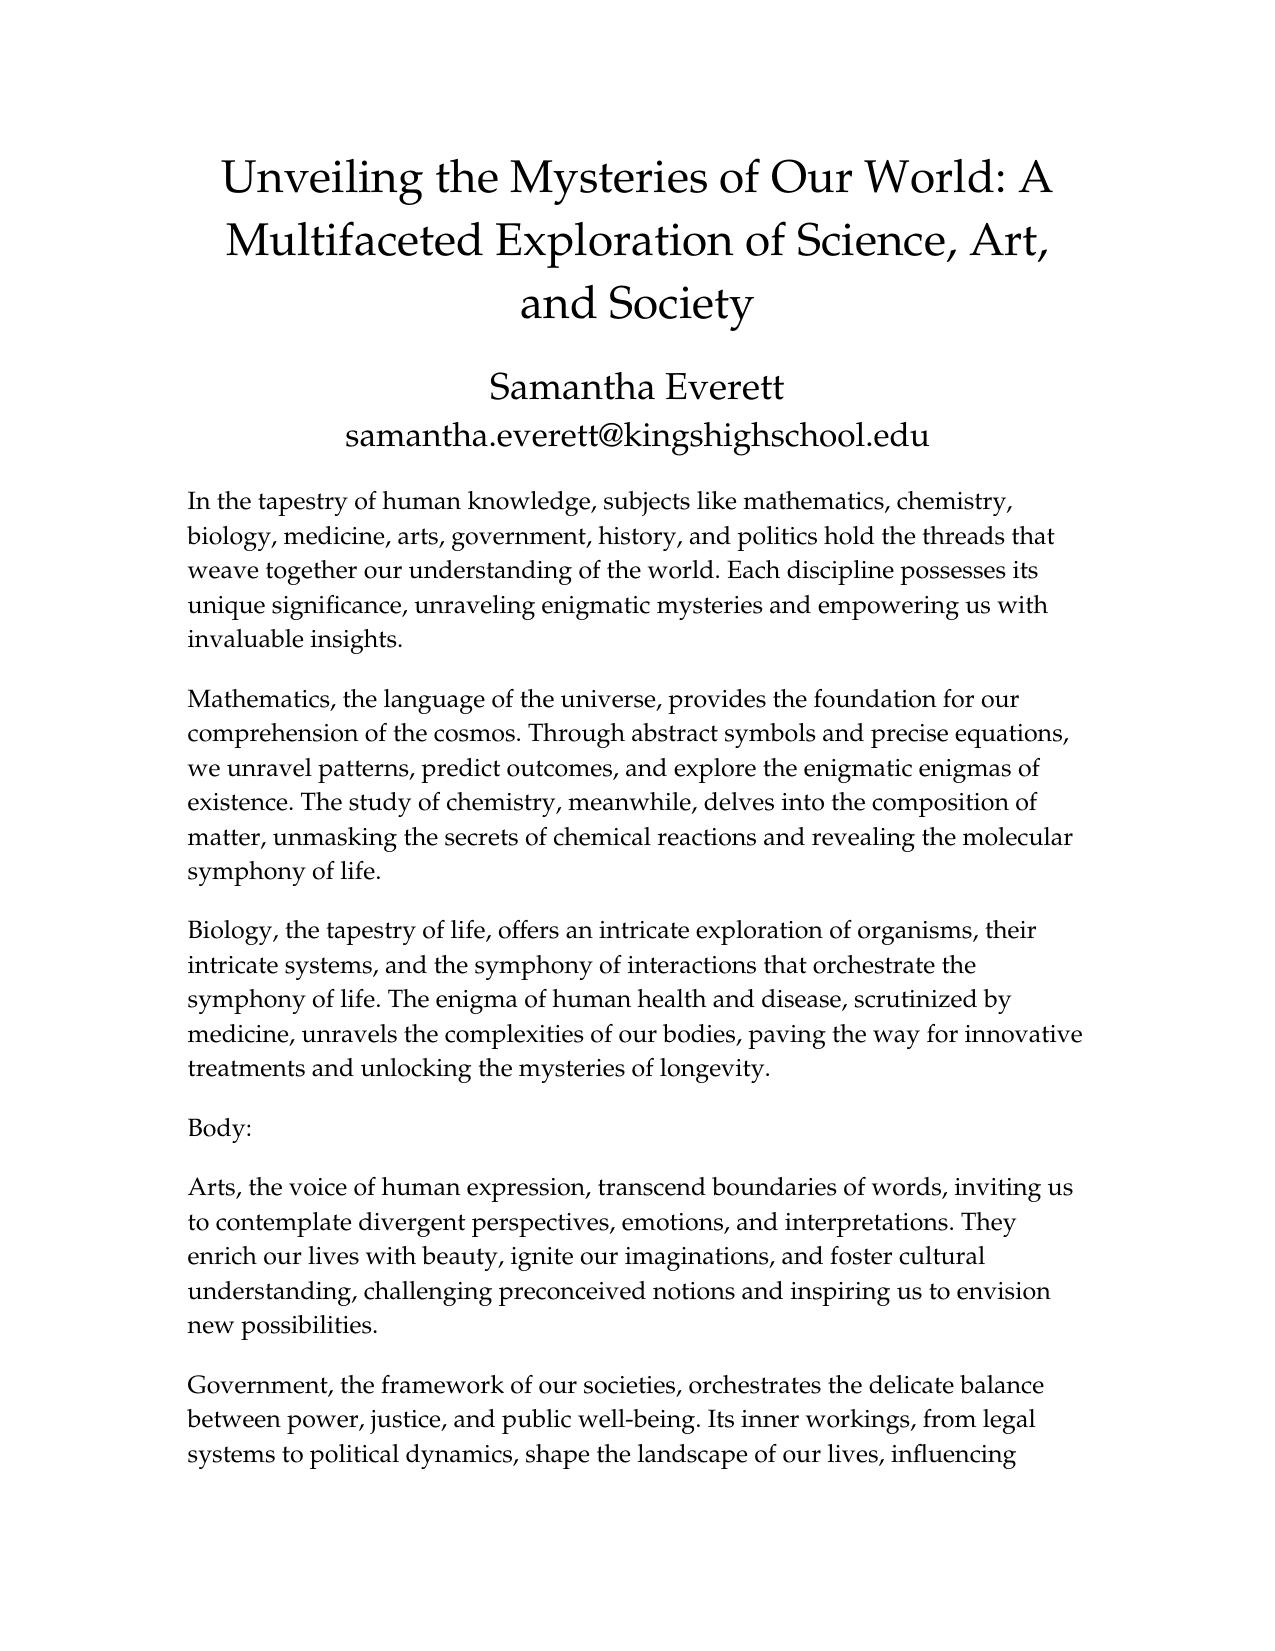 Unveiling the Mysteries of Our World: A
Multifaceted Exploration of Science, Art,
and Society
Samantha Everett
samantha.everett@kingshighschool.edu
In the tapestry of human knowledge, subjects like mathematics, chemistry,
biology, medicine, arts, government, history, and politics hold the threads that
weave together our understanding of the world. Each discipline possesses its
unique significance, unraveling enigmatic mysteries and empowering us with
invaluable insights.
Mathematics, the language of the universe, provides the foundation for our
comprehension of the cosmos. Through abstract symbols and precise equations,
we unravel patterns, predict outcomes, and explore the enigmatic enigmas of
existence. The study of chemistry, meanwhile, delves into the composition of
matter, unmasking the secrets of chemical reactions and revealing the molecular
symphony of life.
Biology, the tapestry of life, offers an intricate exploration of organisms, their
intricate systems, and the symphony of interactions that orchestrate the
symphony of life. The enigma of human health and disease, scrutinized by
medicine, unravels the complexities of our bodies, paving the way for innovative
treatments and unlocking the mysteries of longevity.
Body:
Arts, the voice of human expression, transcend boundaries of words, inviting us
to contemplate divergent perspectives, emotions, and interpretations. They
enrich our lives with beauty, ignite our imaginations, and foster cultural
understanding, challenging preconceived notions and inspiring us to envision
new possibilities.
Government, the framework of our societies, orchestrates the delicate balance
between power, justice, and public well-being. Its inner workings, from legal
systems to political dynamics, shape the landscape of our lives, influencing